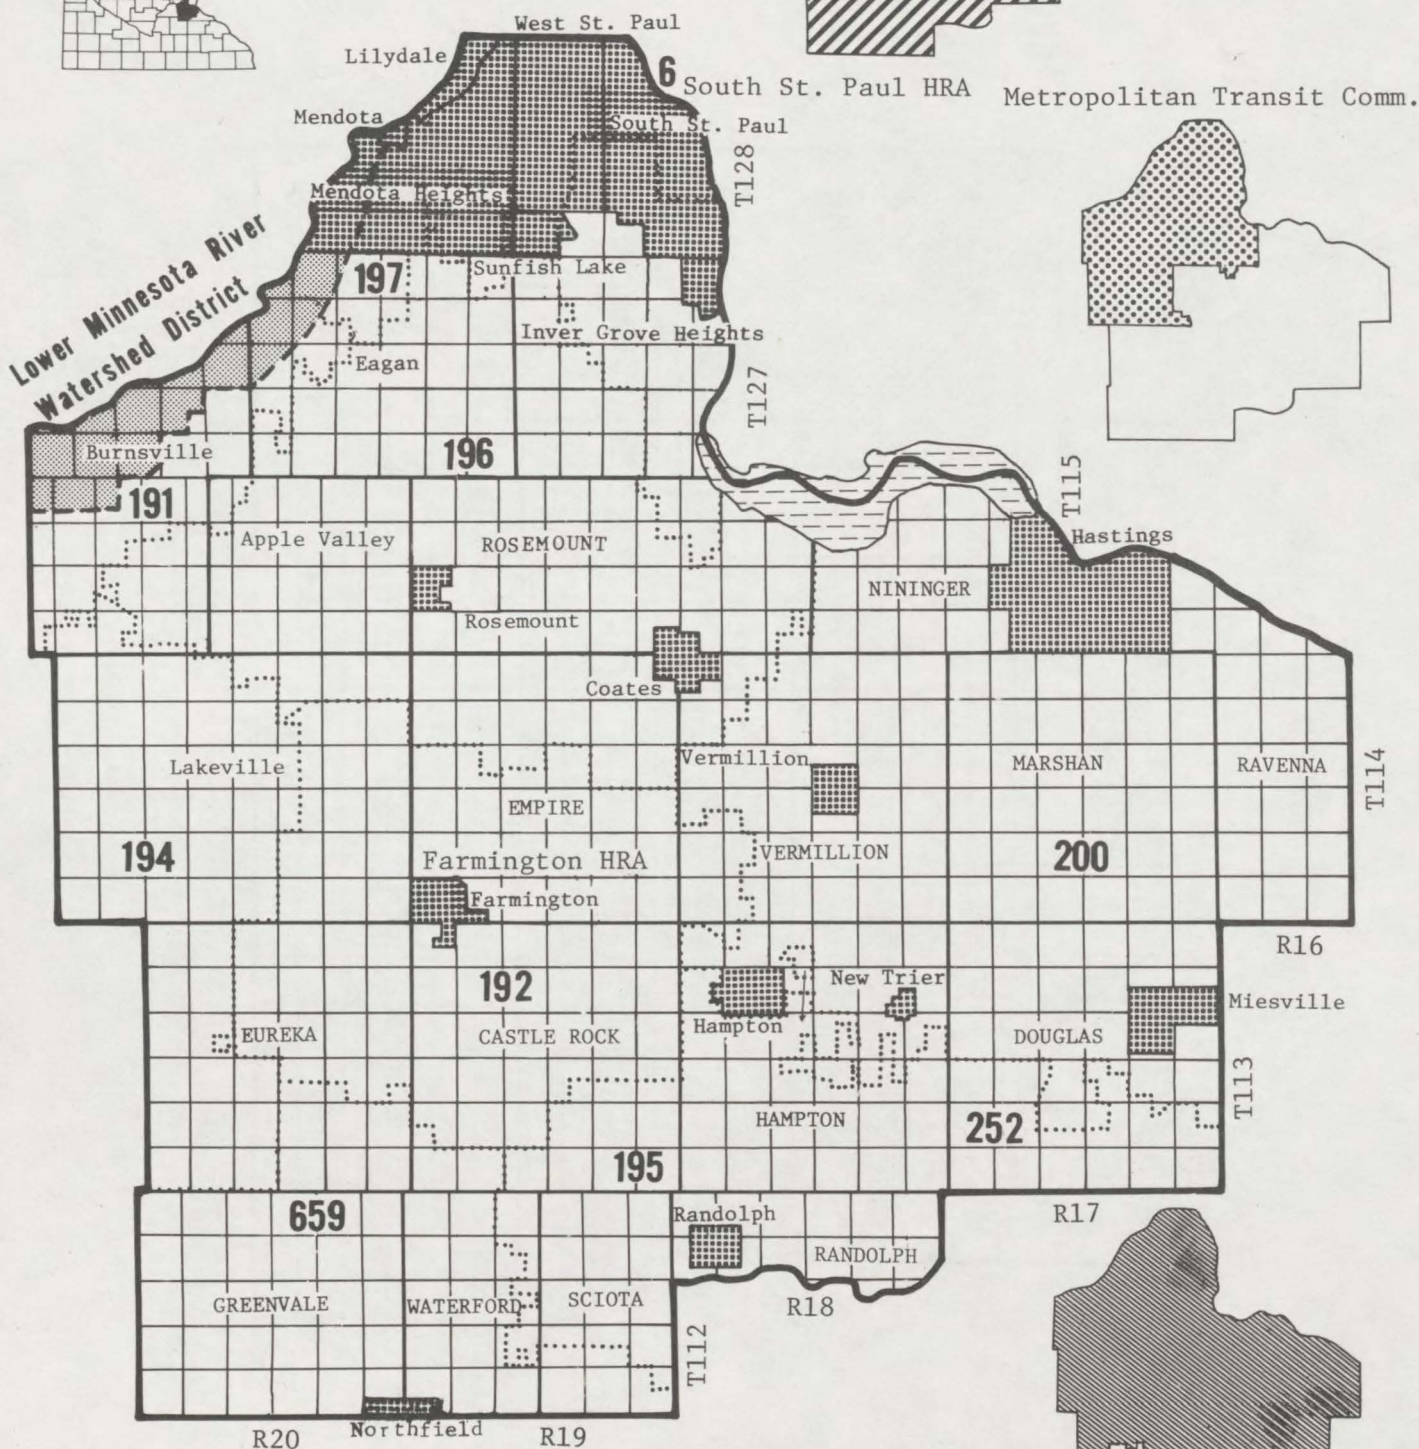 West St. Paul
Lilydale
6
South St. Paul HRA
Metropolitan Transit Comm.
Mendota
South St. Paul
T128
Mendota Heights
Lower Minnesota River
Watershed District
197
Sunfish Lake
Inver Grove Heights
Eagan
T127
Burnsville
196
191
T115
Apple Valley
ROSEMOUNT
Hastings
NININGER
Rosemount
Coates
Lakeville
Vermillion
MARSHAN
RAVENNA
T114
EMPIRE
194
Farmington HRA
VERMILLION
200
Farmington
R16
192
New Trier
Miesville
Hampton
EUREKA
CASTLE ROCK
DOUGLAS
T113
HAMPTON
252
195
659
Randolph
R17
RANDOLPH
GREENVALE
WATERFORD
SCIOTA
R18
T112
Northfield
R20
R19